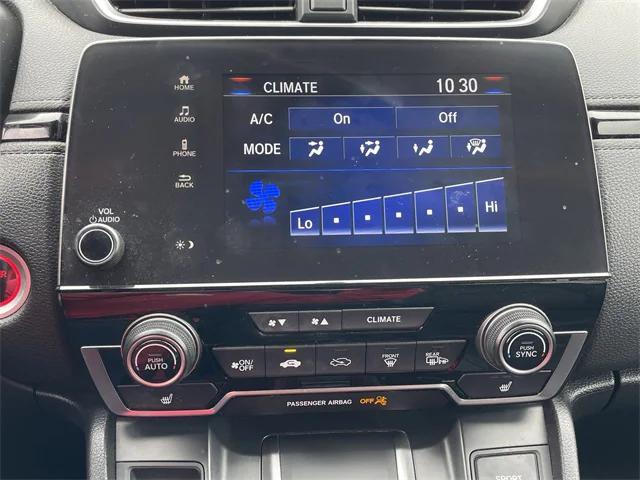 HOME
CLIMATE 10 30
AUDIO
A/C On Off
PHONE
MODE
BACK
VOL
AUDIO
Lo Hi
CLIMATE
PUSH
AUTO
ON/
OFF
FRONT
REAR
PUSH
SYNC
PASSENGER AIRBAG OFF
SPORT